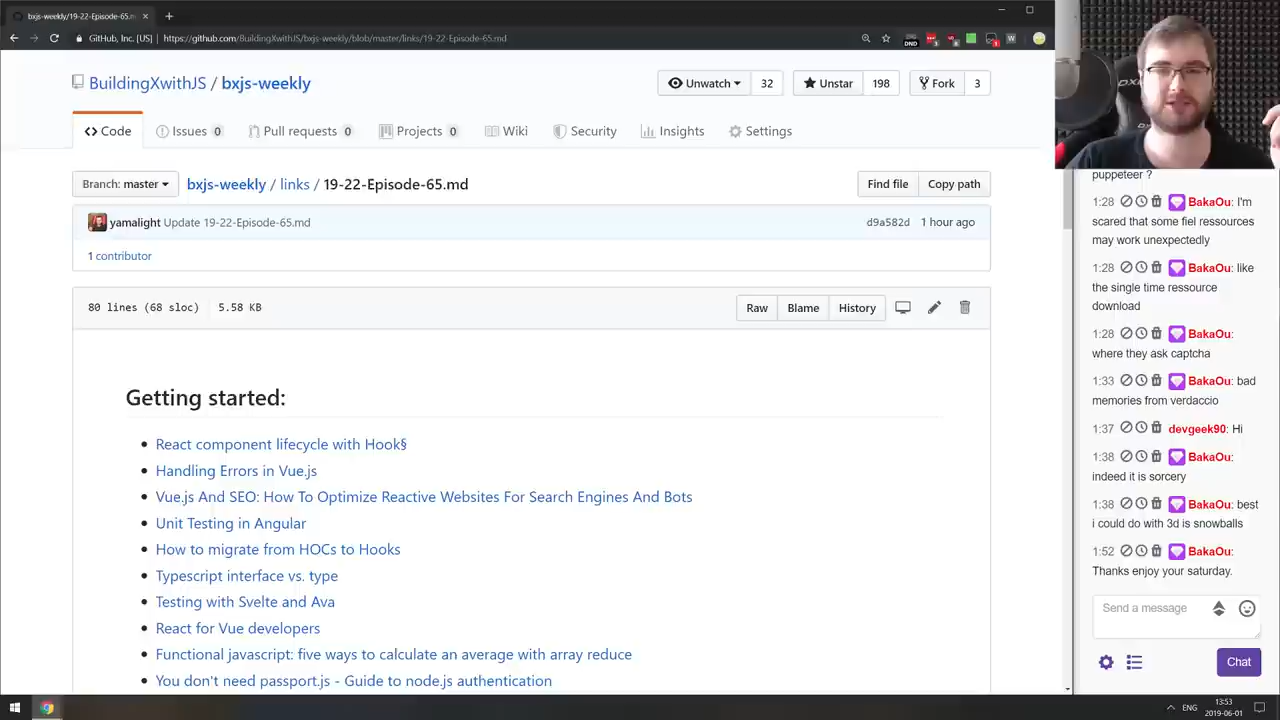 bxjs-weekly/19-22-Episode-65.m
GitHub, Inc. [US] | https://github.com/BuildingXwithJS/bxjs-weekly/blob/master/links/19-22-Episode-65.md
BuildingXwithJS / bxjs-weekly
Unwatch 32 Unstar 198 Fork 3
Code Issues 0 Pull requests 0 Projects 0 Wiki Security Insights Settings
Branch: master bxjs-weekly / links / 19-22-Episode-65.md Find file Copy path
yamalight Update 19-22-Episode-65.md d9a582d 1 hour ago
1 contributor
80 lines (68 sloc) 5.58 KB Raw Blame History
Getting started:
React component lifecycle with Hook§
Handling Errors in Vue.js
Vue.js And SEO: How To Optimize Reactive Websites For Search Engines And Bots
Unit Testing in Angular
How to migrate from HOCs to Hooks
Typescript interface vs. type
Testing with Svelte and Ava
React for Vue developers
Functional javascript: five ways to calculate an average with array reduce
You don't need passport.js - Guide to node.js authentication
puppeteer ?
1:28 BakaOu: I'm
scared that some fiel ressources
may work unexpectedly
1:28 BakaOu: like
the single time ressource
download
1:28 BakaOu:
where they ask captcha
1:33 BakaOu: bad
memories from verdaccio
1:37 devgeek90: Hi
1:38 BakaOu:
indeed it is sorcery
1:38 BakaOu: best
i could do with 3d is snowballs
1:52 BakaOu:
Thanks enjoy your saturday.
Send a message
Chat
ENG 13:53
2019-06-01